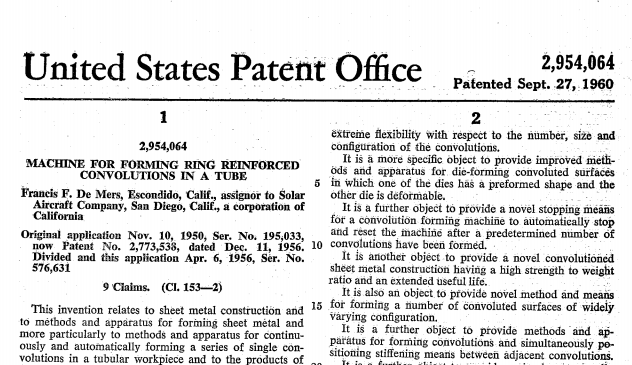 United States Patent Office
2,954,064
Patented Sept. 27, 1960
1
2,954,064
MACHINE FOR FORMING RING REINFORCED
CONVOLUTIONS IN A TUBE
Francis F. De Mers, Escondido, Calif., assignor to Solar
Aircraft Company, San Diego, Calif., a corporation of
California
Original application Nov. 10, 1950, Ser. No. 195,033,
now Patent No. 2,773,538, dated Dec. 11, 1956.
Divided and this application Apr. 6, 1956, Ser. No.
576,631
9 Claims. (Cl. 153—2)
This invention relates to sheet metal construction and
to methods and apparatus for forming sheet metal and
more particularly to methods and apparatus for continu-
ously and automatically forming a series of single con-
volutions in a tubular workpiece and to the products of
2
extreme flexibility with respect to the number, size and
configuration of the convolutions.
It is a more specific object to provide improved meth-
ods and apparatus for die-forming convoluted surfaces
5 in which one of the dies has a preformed shape and the
other die is deformable.
It is a further object to provide a novel stopping means
for a convolution forming machine to automatically stop
and reset the machine after a predetermined number of
10 convolutions have been formed.
It is another object to provide a novel convolutioned
sheet metal construction having a high strength to weight
ratio and an extended useful life.
It is also an object to provide novel method and means
15 for forming a number of convoluted surfaces of widely
varying configuration.
It is a further object to provide methods and ap-
paratus for forming convolutions and simultaneously po-
sitioning stiffening means between adjacent convolutions.